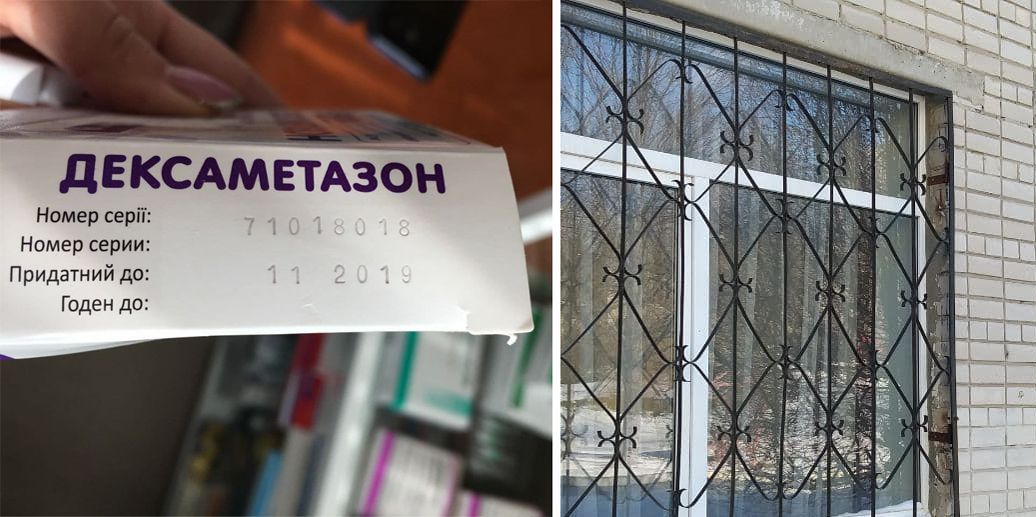 ДЕКСАМЕТАЗОН
Номер серії:
Номер серии:
71018018
Придатний до:
Годен до:
11 2019